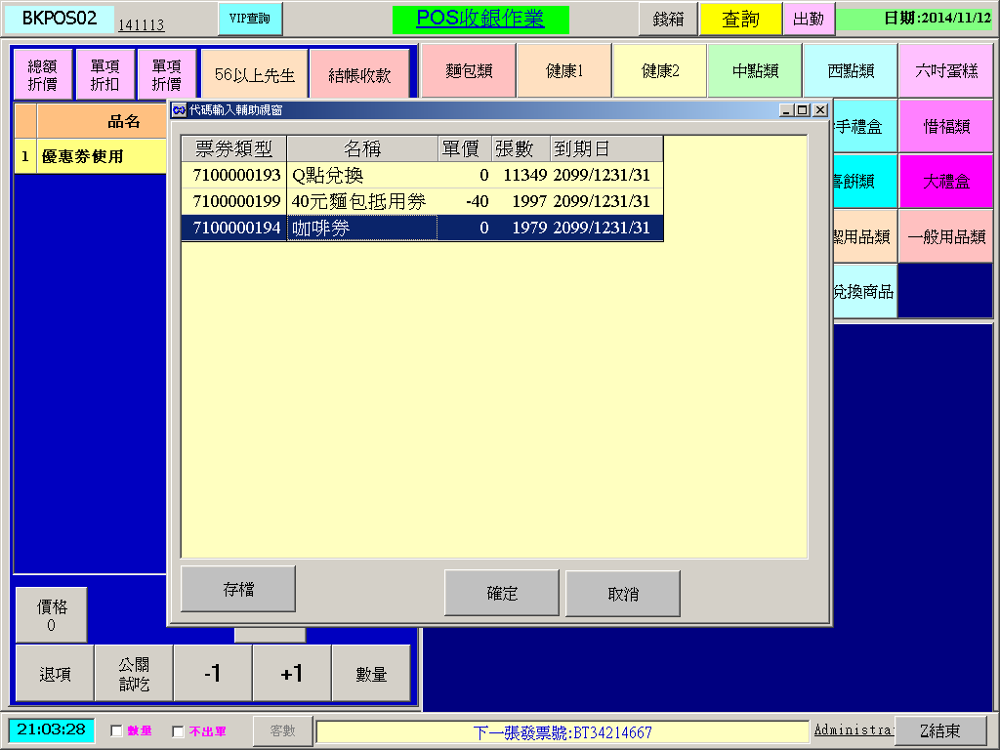 BKPOS02 141113 VIP查詢 POS收銀作業 錢箱 查詢 出勤 日期:2014/11/12
總額折價 單項折扣 單項折價 56以上先生 結帳收款 麵包類 健康1 健康2 中點類 西點類 六吋蛋糕
代碼輸入輔助視窗
手禮盒 惜福類
喜餅類 大禮盒
潔用品類 一般用品類
兌換商品
品名
1 優惠券使用
票券類型 名稱 單價 張數 到期日
7100000193 Q點兌換 0 11349 2099/1231/31
7100000199 40元麵包抵用券 -40 1997 2099/1231/31
7100000194 咖啡券 0 1979 2099/1231/31
存檔 確定 取消
價格
0
退項 公關試吃 -1 +1 數量
21:03:28 數量 不出單 客數 下一張發票號:BT34214667 Administra Z結束